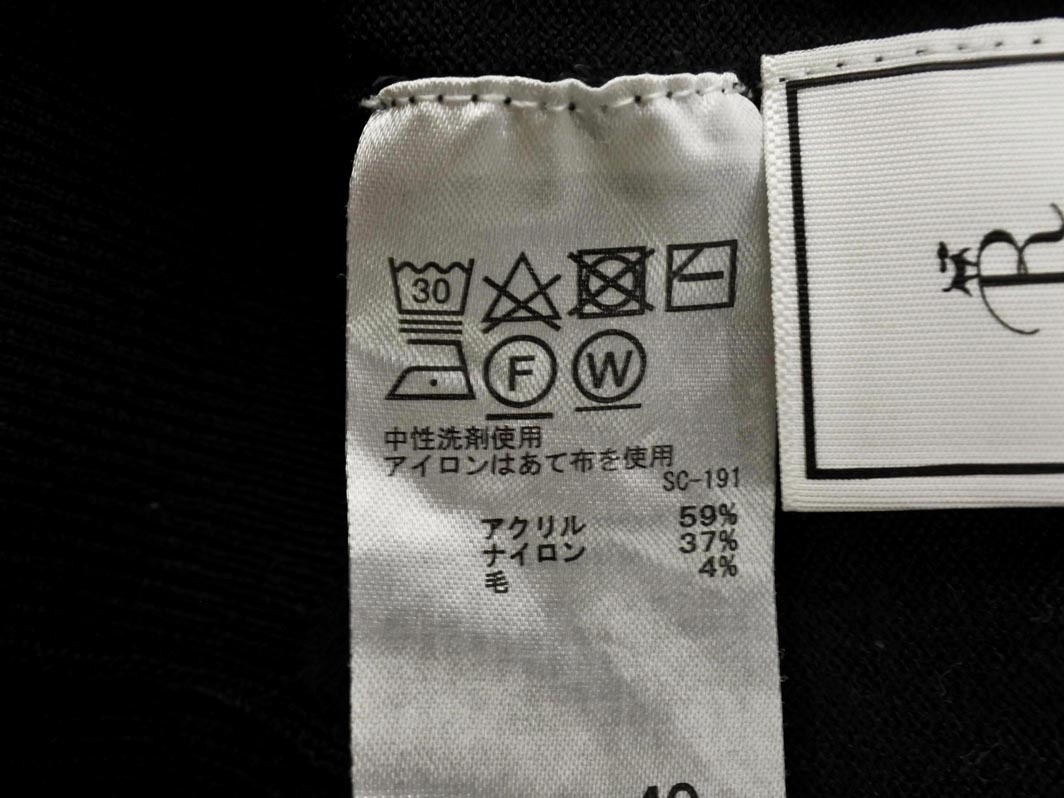 30
F W
中性洗剤使用
アイロンはあて布を使用
SC-191
アクリル 59%
ナイロン 37%
毛 4%
R